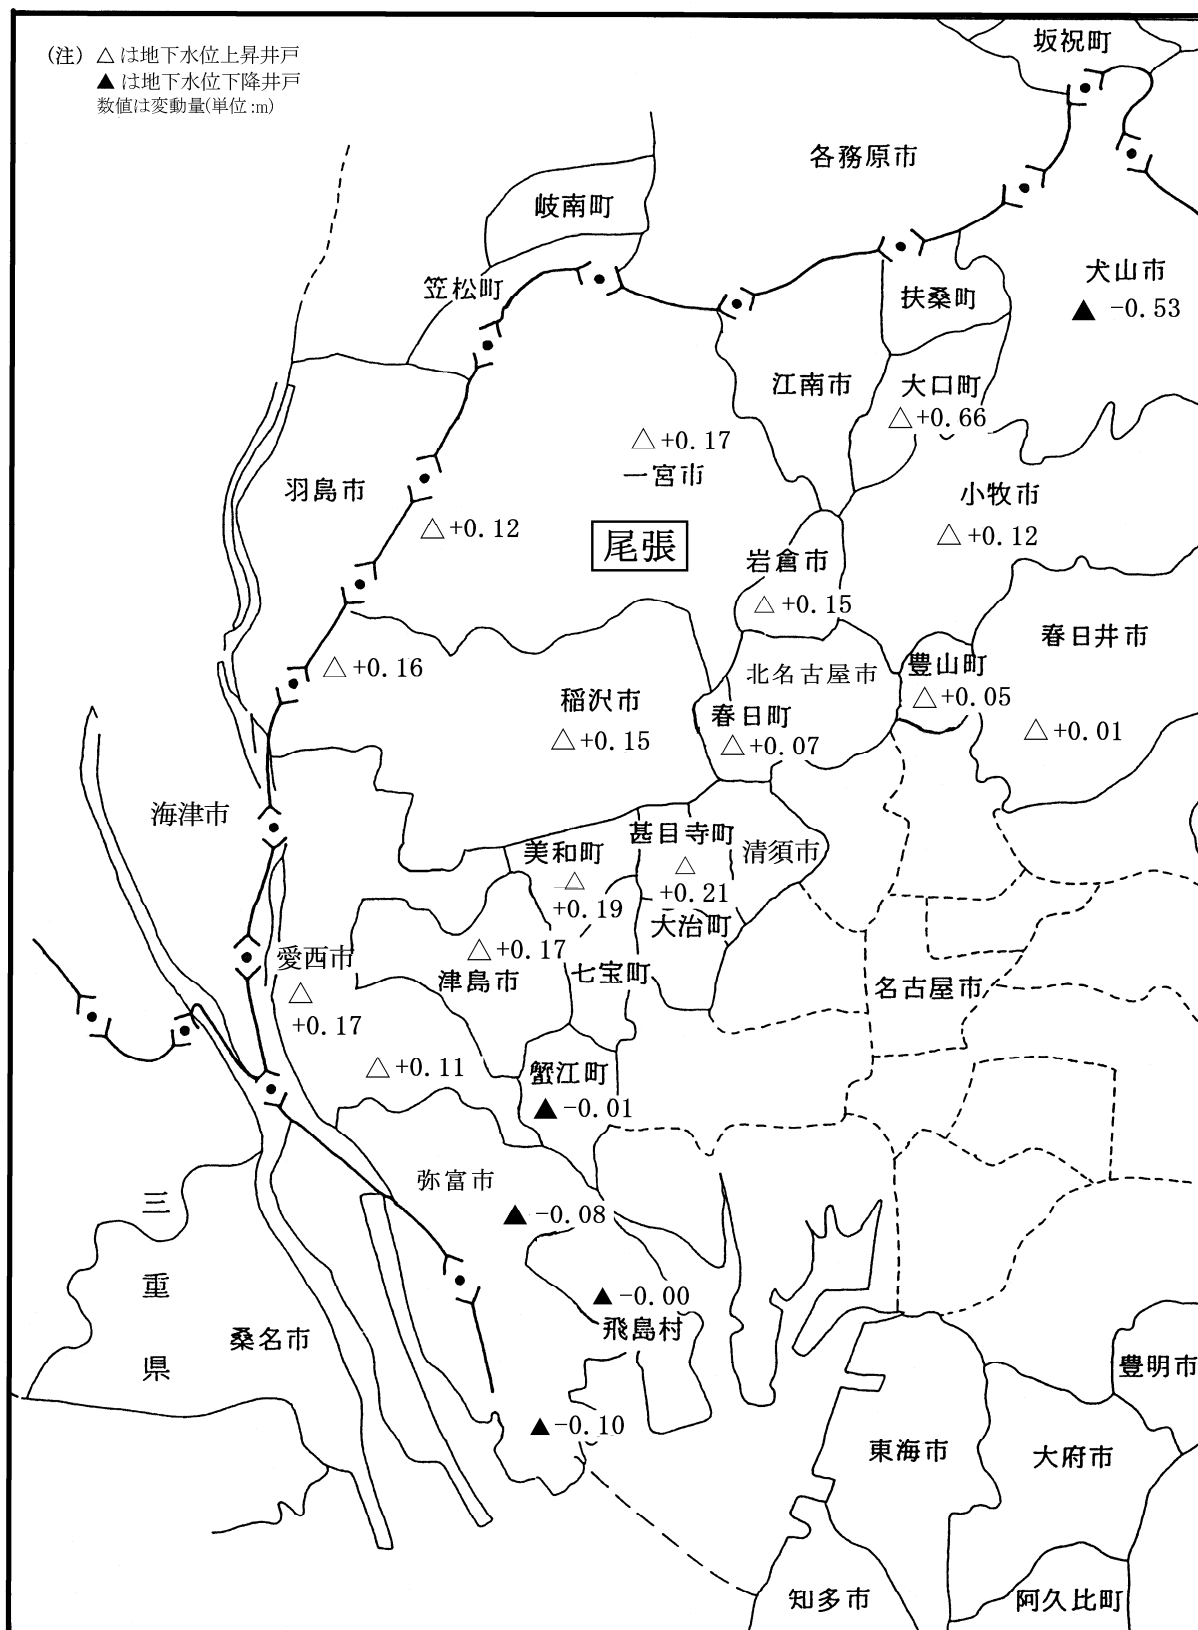 (注) △は地下水位上昇井戸
▲は地下水位下降井戸
数値は変動量(単位:m)
坂祝町
各務原市
岐南町
犬山市
▲ -0.53
笠松町
扶桑町
江南市
大口町
△+0.66
△+0.17
一宮市
羽島市
小牧市
△+0.12
△+0.12
尾張
岩倉市
△+0.15
春日井市
△+0.01
豊山町
△+0.05
北名古屋市
△+0.16
稲沢市
△+0.15
春日町
△+0.07
海津市
甚目寺町
△
+0.21
美和町
△
+0.19
清須市
大治町
△+0.17
津島市
七宝町
愛西市
△
+0.17
名古屋市
△+0.11
蟹江町
▲-0.01
弥富市
▲-0.08
三重県
▲-0.00
飛島村
桑名市
豊明市
▲-0.10
東海市
大府市
知多市
阿久比町